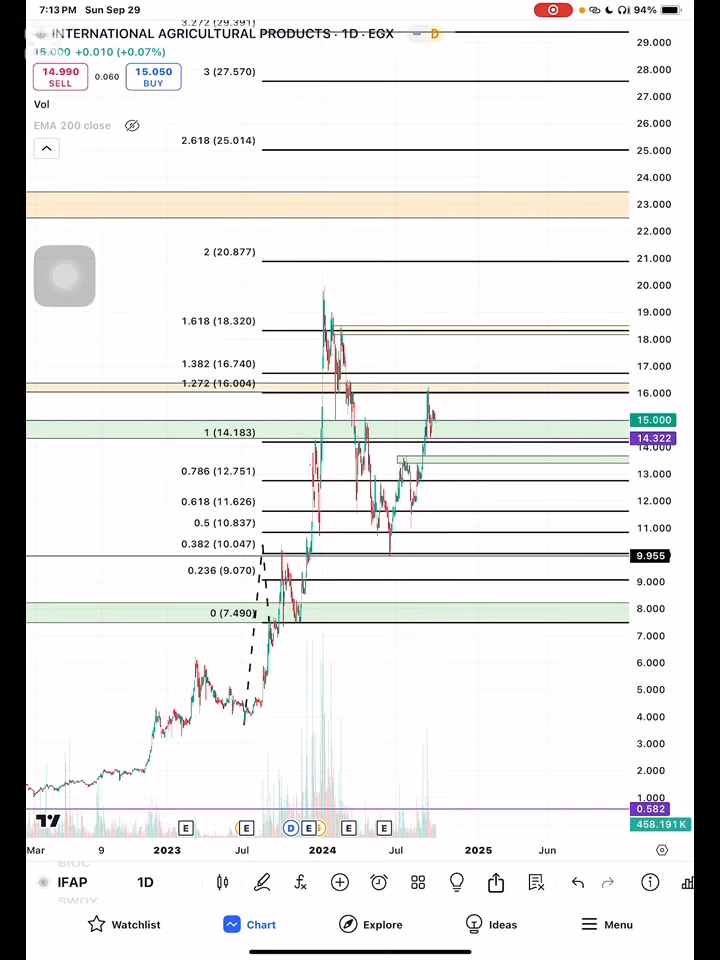 7:13 PM Sun Sep 29
94%
3.272 (29.391)
INTERNATIONAL AGRICULTURAL PRODUCTS · 1D · EGX
D
15.000 +0.010 (+0.07%)
14.990 SELL
0.060
15.050 BUY
Vol
EMA 200 close
3 (27.570)
2.618 (25.014)
2 (20.877)
1.618 (18.320)
1.382 (16.740)
1.272 (16.004)
1 (14.183)
0.786 (12.751)
0.618 (11.626)
0.5 (10.837)
0.382 (10.047)
0.236 (9.070)
0 (7.490)
29.000
28.000
27.000
26.000
25.000
24.000
23.000
22.000
21.000
20.000
19.000
18.000
17.000
16.000
15.000
14.322
14.000
13.000
12.000
11.000
9.955
9.000
8.000
7.000
6.000
5.000
4.000
3.000
2.000
1.000
0.582
458.191K
E
E
D
E
E
E
Mar
9
2023
Jul
2024
Jul
2025
Jun
IFAP
1D
SWDY
Watchlist
Chart
Explore
Ideas
Menu